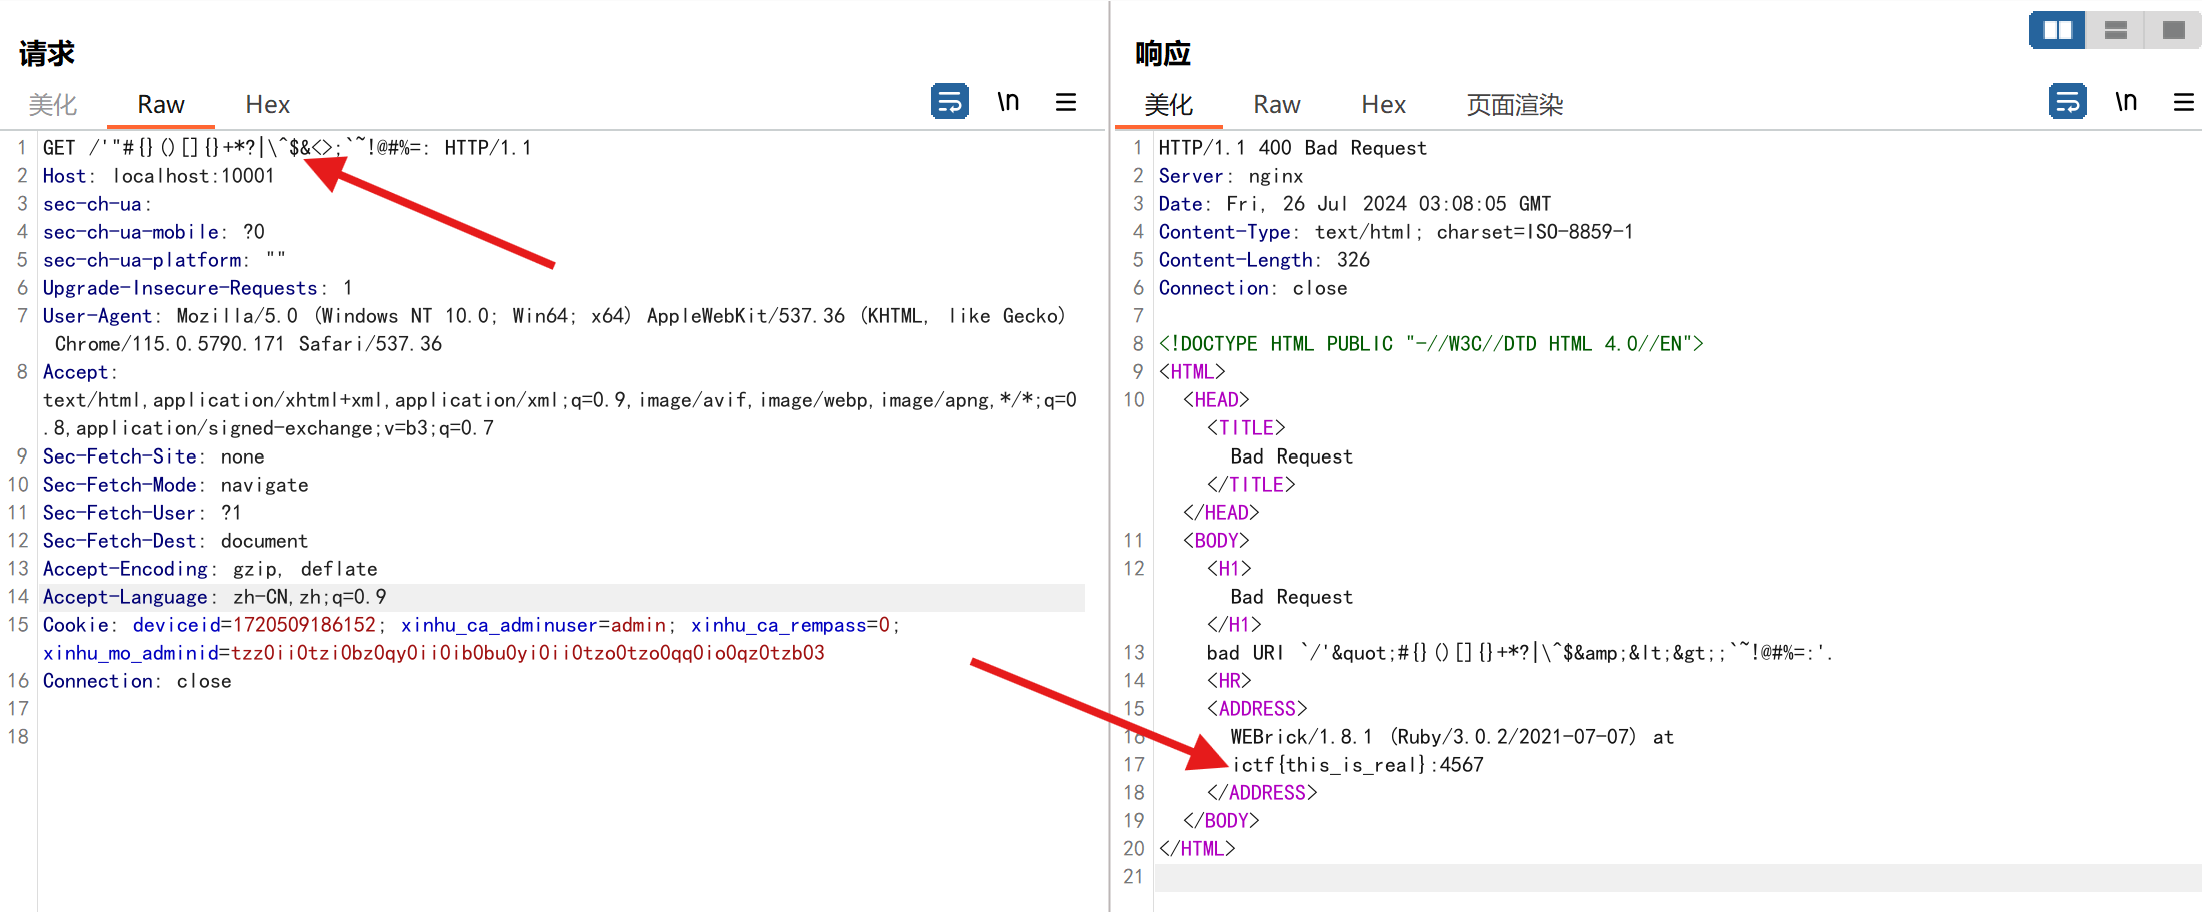 请求
美化 Raw Hex \n
1 GET /'"#{}()[]{}+*?|\^$&<>;`~!@#%=: HTTP/1.1
2 Host: localhost:10001
3 sec-ch-ua:
4 sec-ch-ua-mobile: ?0
5 sec-ch-ua-platform: ""
6 Upgrade-Insecure-Requests: 1
7 User-Agent: Mozilla/5.0 (Windows NT 10.0; Win64; x64) AppleWebKit/537.36 (KHTML, like Gecko)
Chrome/115.0.5790.171 Safari/537.36
8 Accept:
text/html,application/xhtml+xml,application/xml;q=0.9,image/avif,image/webp,image/apng,*/*;q=0
.8,application/signed-exchange;v=b3;q=0.7
9 Sec-Fetch-Site: none
10 Sec-Fetch-Mode: navigate
11 Sec-Fetch-User: ?1
12 Sec-Fetch-Dest: document
13 Accept-Encoding: gzip, deflate
14 Accept-Language: zh-CN,zh;q=0.9
15 Cookie: deviceid=1720509186152; xinhu_ca_adminuser=admin; xinhu_ca_rempass=0;
xinhu_mo_adminid=tzz0ii0tzi0bz0qy0ii0ib0bu0yi0ii0tzo0tzo0qq0io0qz0tzb03
16 Connection: close
17
18
响应
美化 Raw Hex 页面渲染 \n
1 HTTP/1.1 400 Bad Request
2 Server: nginx
3 Date: Fri, 26 Jul 2024 03:08:05 GMT
4 Content-Type: text/html; charset=ISO-8859-1
5 Content-Length: 326
6 Connection: close
7
8 <!DOCTYPE HTML PUBLIC "-//W3C//DTD HTML 4.0//EN">
9 <HTML>
10 <HEAD>
<TITLE>
Bad Request
</TITLE>
</HEAD>
11 <BODY>
12 <H1>
Bad Request
</H1>
13 bad URI `/'&quot;#{}()[]{}+*?|\^$&amp;&lt;&gt;;`~!@#%=:'.
14 <HR>
15 <ADDRESS>
16 WEBrick/1.8.1 (Ruby/3.0.2/2021-07-07) at
17 ictf{this_is_real}:4567
18 </ADDRESS>
19 </BODY>
20 </HTML>
21